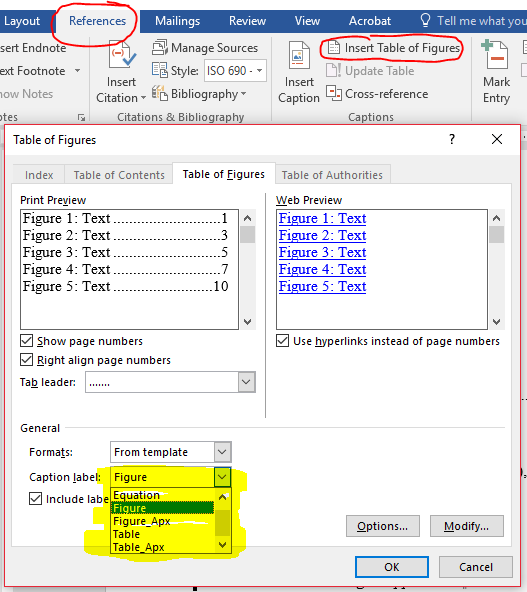 Layout References Mailings Review View Acrobat Tell me what you
nsert Endnote
ext Footnote
how Notes
Insert
Citation
Manage Sources
Style: ISO 690 -
Bibliography
Insert
Caption
Insert Table of Figures
Update Table
Cross-reference
Mark
Entry
Citations & Bibliography
Captions
Table of Figures ?
Index Table of Contents Table of Figures Table of Authorities
Print Preview
Figure 1: Text ................................ 1
Figure 2: Text ................................ 3
Figure 3: Text ................................ 5
Figure 4: Text ................................ 7
Figure 5: Text .............................. 10
Web Preview
Figure 1: Text
Figure 2: Text
Figure 3: Text
Figure 4: Text
Figure 5: Text
Show page numbers
Right align page numbers
Tab leader: .......
Use hyperlinks instead of page numbers
General
Formats: From template
Caption label: Figure
Include labe
Equation
Figure
Figure_Apx
Table
Table_Apx
Options... Modify...
OK Cancel